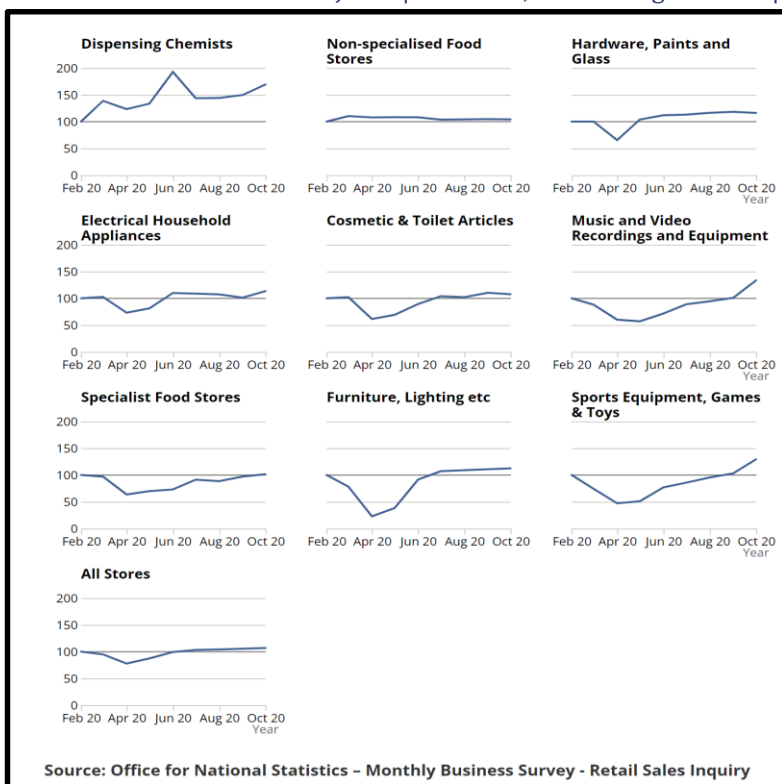 Dispensing Chemists
200
150
100
50
0
Feb 20 Apr 20 Jun 20 Aug 20 Oct 20
Non-specialised Food
Stores
Feb 20 Apr 20 Jun 20 Aug 20 Oct 20
Hardware, Paints and
Glass
Feb 20 Apr 20 Jun 20 Aug 20 Oct 20
Year
Electrical Household
Appliances
200
150
100
50
0
Feb 20 Apr 20 Jun 20 Aug 20 Oct 20
Cosmetic & Toilet Articles
Feb 20 Apr 20 Jun 20 Aug 20 Oct 20
Music and Video
Recordings and Equipment
Feb 20 Apr 20 Jun 20 Aug 20 Oct 20
Year
Specialist Food Stores
200
150
100
50
0
Feb 20 Apr 20 Jun 20 Aug 20 Oct 20
Furniture, Lighting etc
Feb 20 Apr 20 Jun 20 Aug 20 Oct 20
Sports Equipment, Games
& Toys
Feb 20 Apr 20 Jun 20 Aug 20 Oct 20
Year
All Stores
200
150
100
50
0
Feb 20 Apr 20 Jun 20 Aug 20 Oct 20
Year
Source: Office for National Statistics – Monthly Business Survey - Retail Sales Inquiry